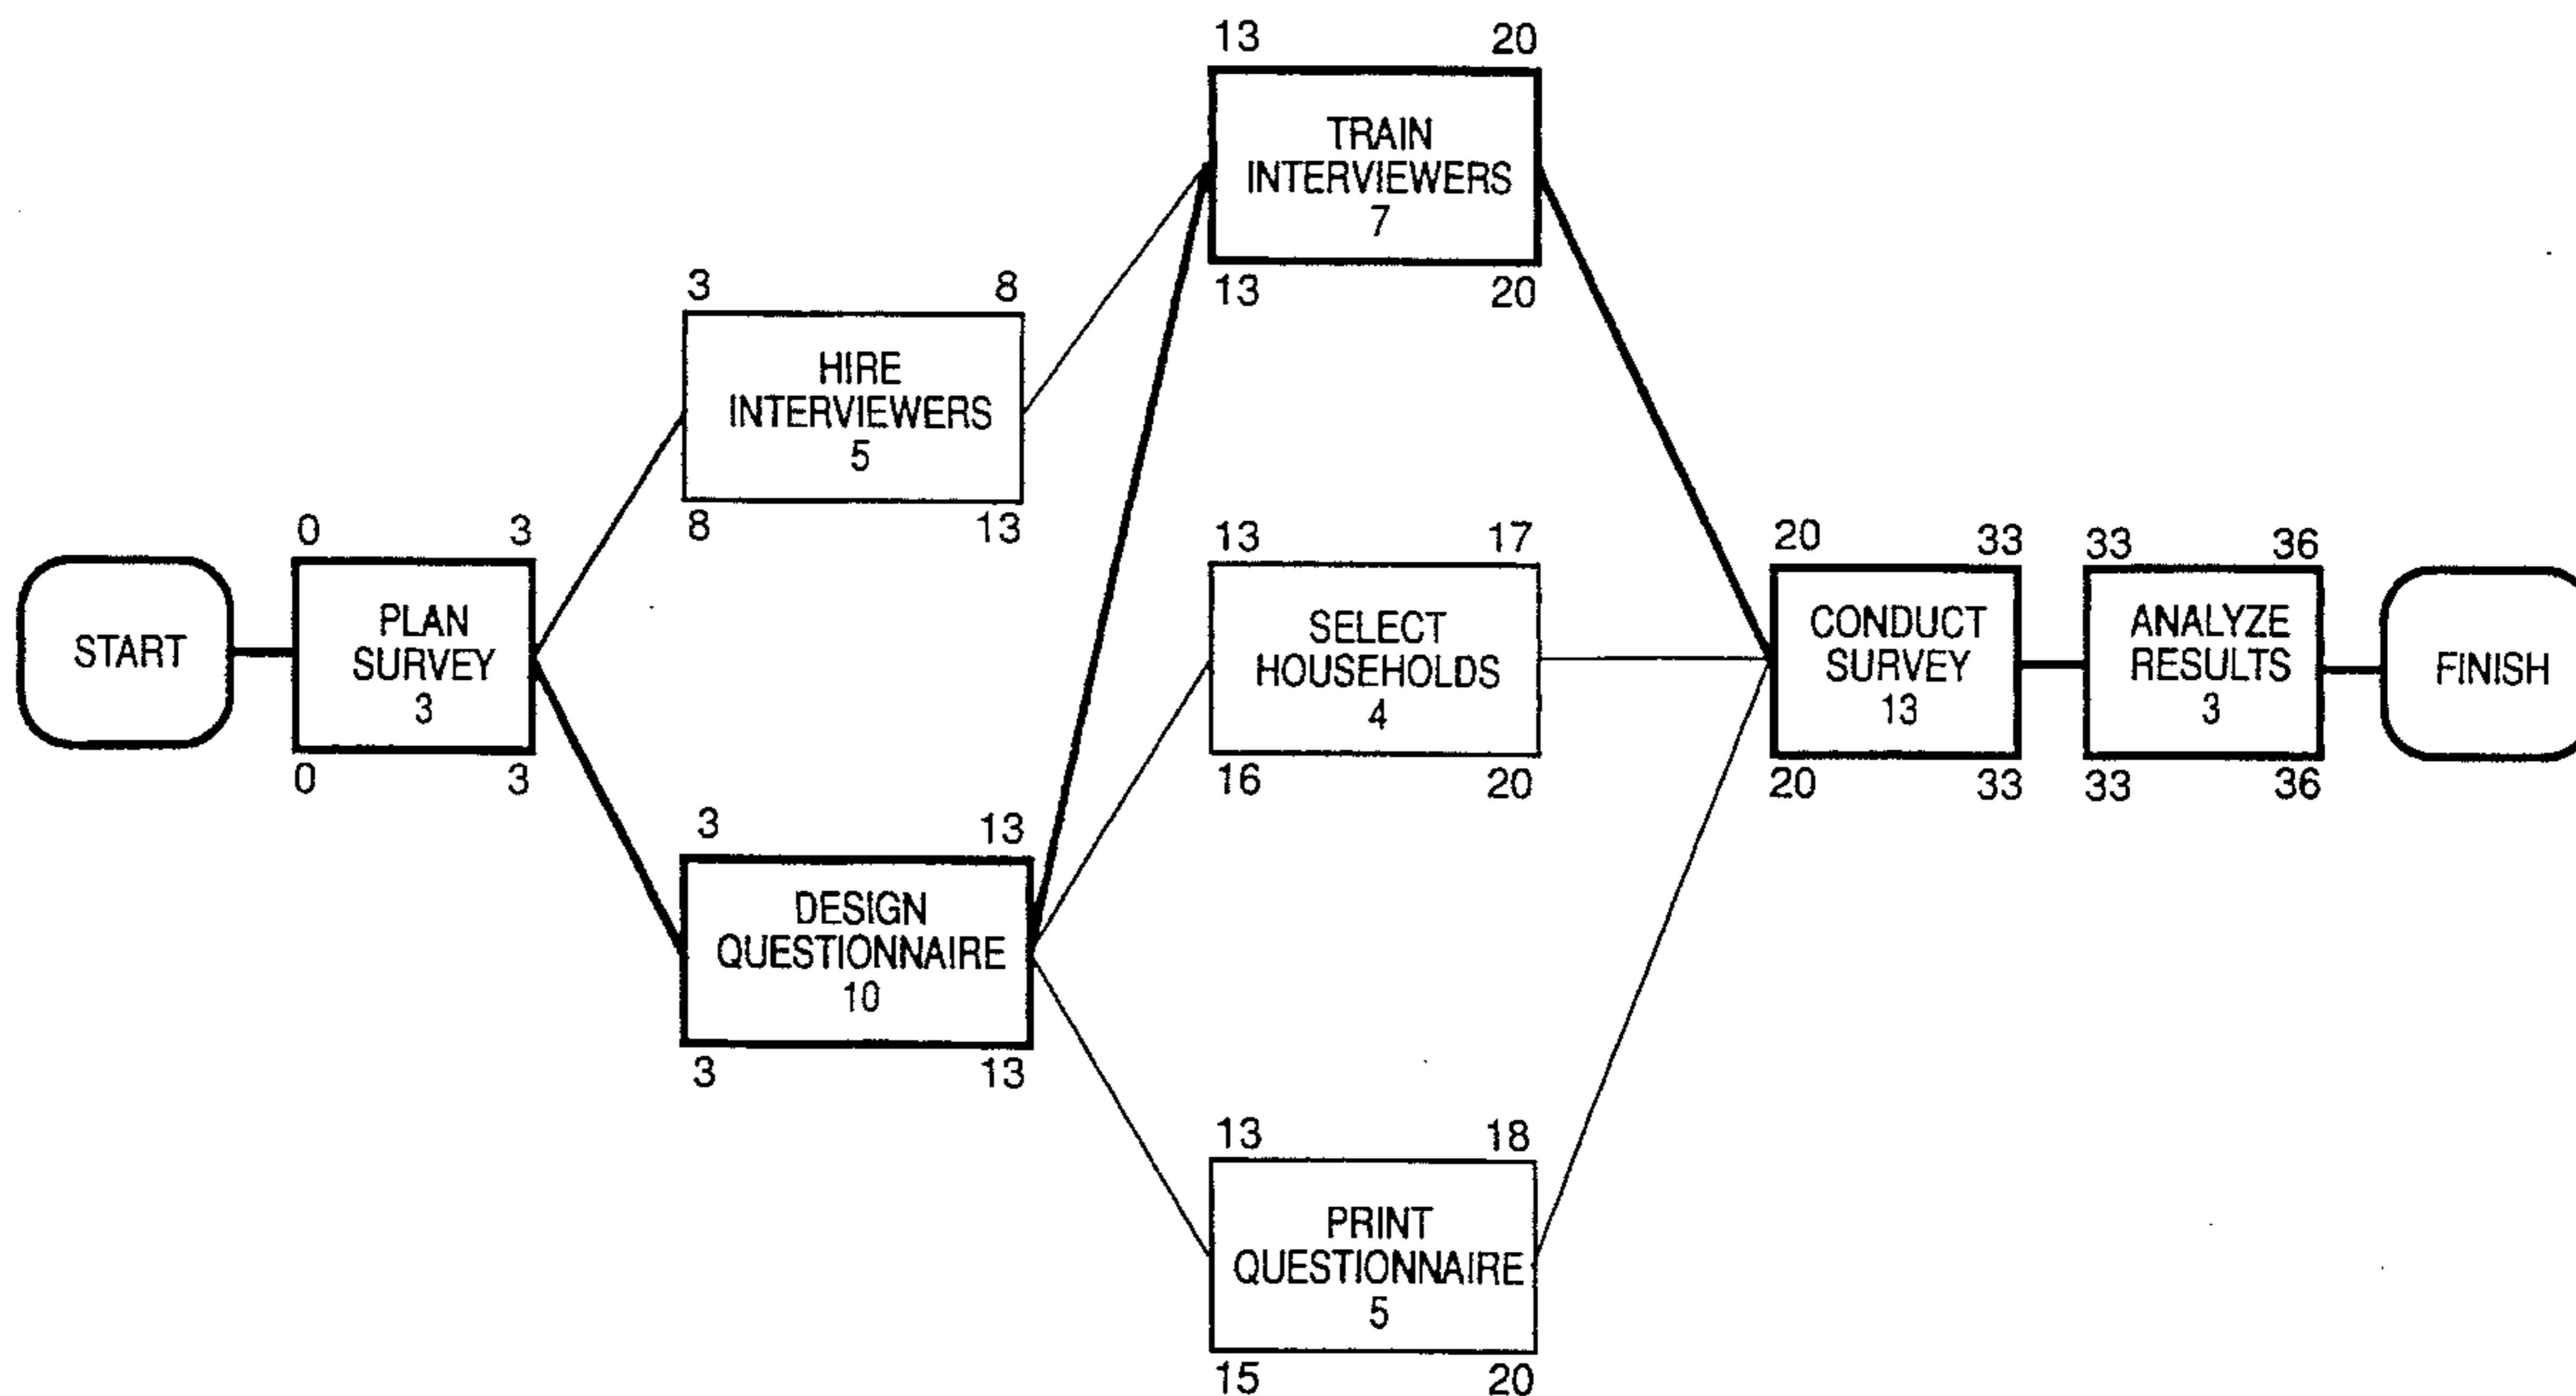 START
0 3
PLAN
SURVEY
3
0 3
3 8
HIRE
INTERVIEWERS
5
8 13
3 13
DESIGN
QUESTIONNAIRE
10
3 13
13 20
TRAIN
INTERVIEWERS
7
13 20
13 17
SELECT
HOUSEHOLDS
4
16 20
13 18
PRINT
QUESTIONNAIRE
5
15 20
20 33
CONDUCT
SURVEY
13
20 33
33 36
ANALYZE
RESULTS
3
33 36
FINISH